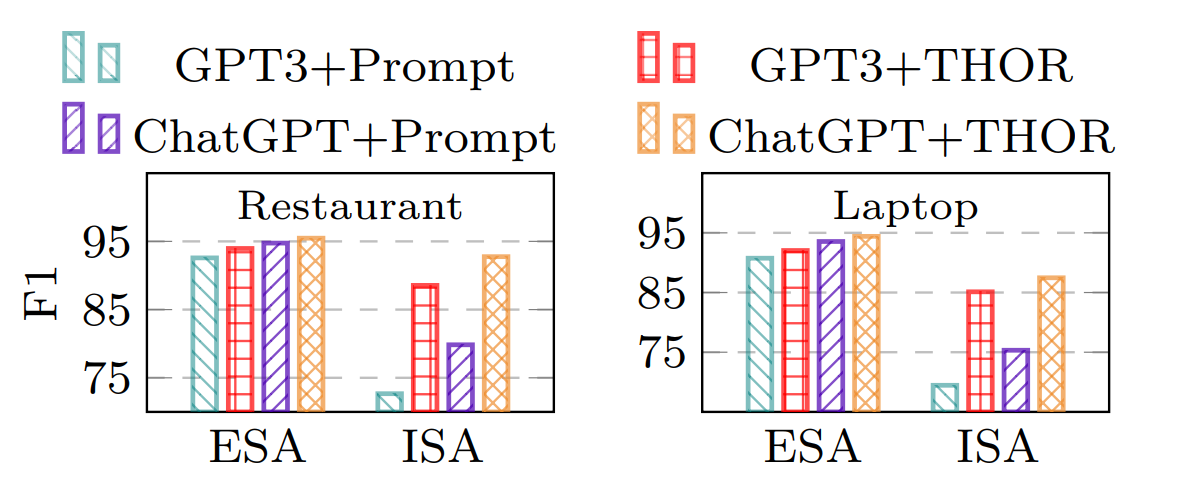 GPT3+Prompt GPT3+THOR
ChatGPT+Prompt ChatGPT+THOR
Restaurant Laptop
95 95
85 85
75 75
F1
ESA ISA ESA ISA